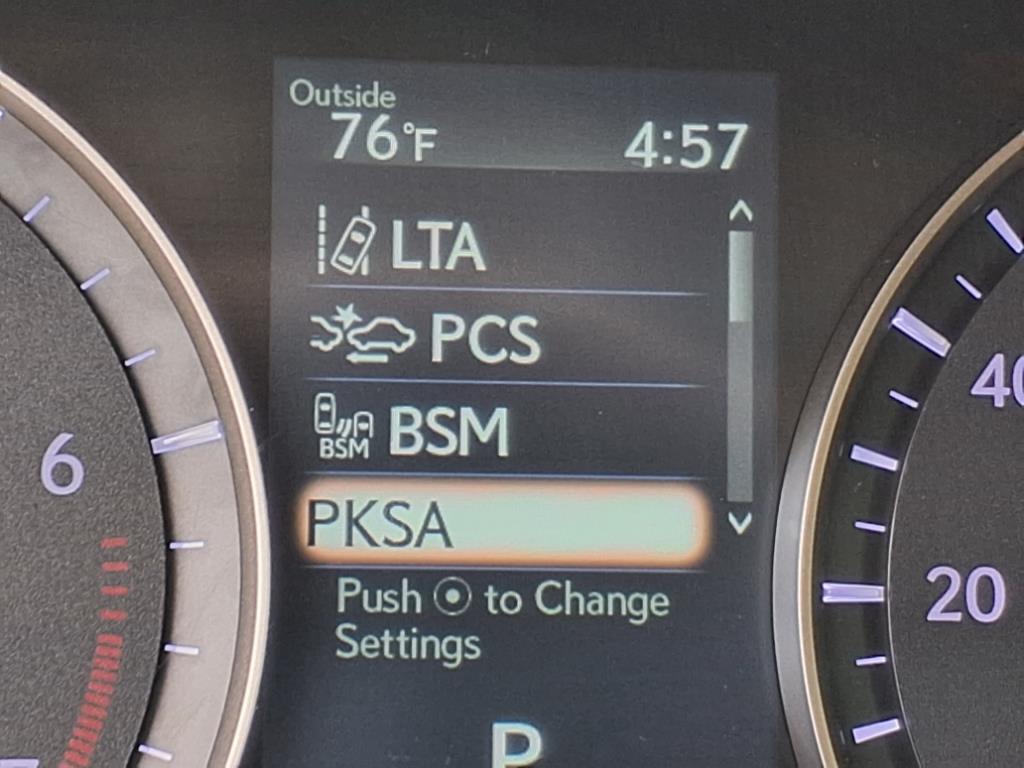 Outside
76°F 4:57
LTA
PCS
BSM BSM
PKSA
Push ⦿ to Change
Settings
P
6
40
20